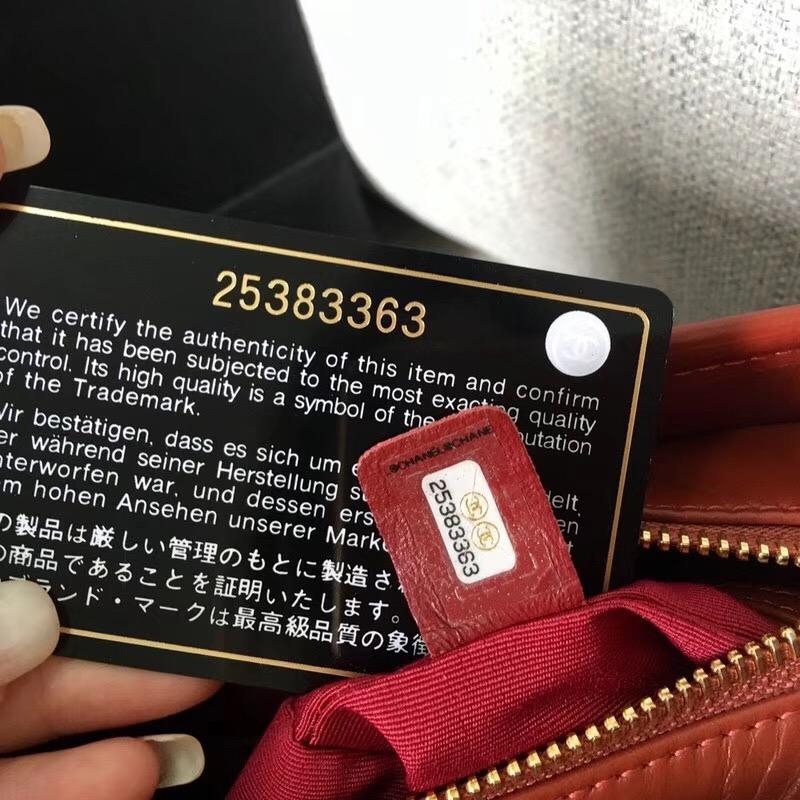 25383363
We certify the authenticity of this item and confirm
that it has been subjected to the most exacting quality
control. Its high quality is a symbol of the
of the Trademark.
Wir bestätigen, dass es sich um
während seiner Herstellung
unterworfen war, und dessen
hohen Ansehen unserer
の製品は厳しい管理のもとに製造さ
の商品であることを証明いたします。
ブランド・マークは最高級品質の象徴
©CHANEL©CHANE
25383363